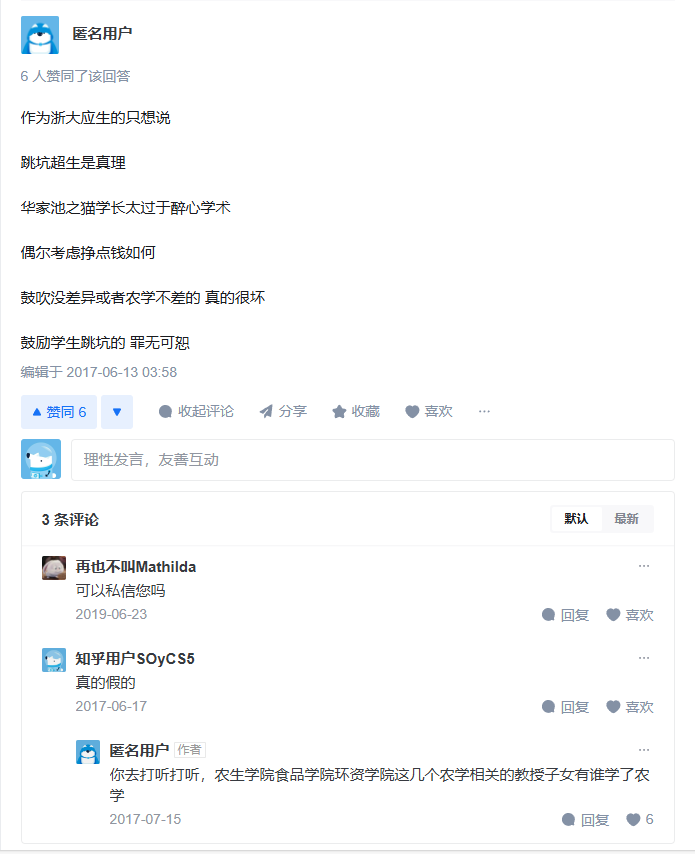 匿名用户
6 人赞同了该回答
作为浙大应生的只想说
跳坑超生是真理
华家池之猫学长太过于醉心学术
偶尔考虑挣点钱如何
鼓吹没差异或者农学不差的 真的很坏
鼓励学生跳坑的 罪无可恕
编辑于 2017-06-13 03:58
赞同 6 收起评论 分享 收藏 喜欢 ···
理性发言，友善互动
3 条评论 默认 最新
再也不叫Mathilda ···
可以私信您吗
2019-06-23 回复 喜欢
知乎用户SOyCS5 ···
真的假的
2017-06-17 回复 喜欢
匿名用户 作者 ···
你去打听打听，农生学院食品学院环资学院这几个农学相关的教授子女有谁学了农
学
2017-07-15 回复 6